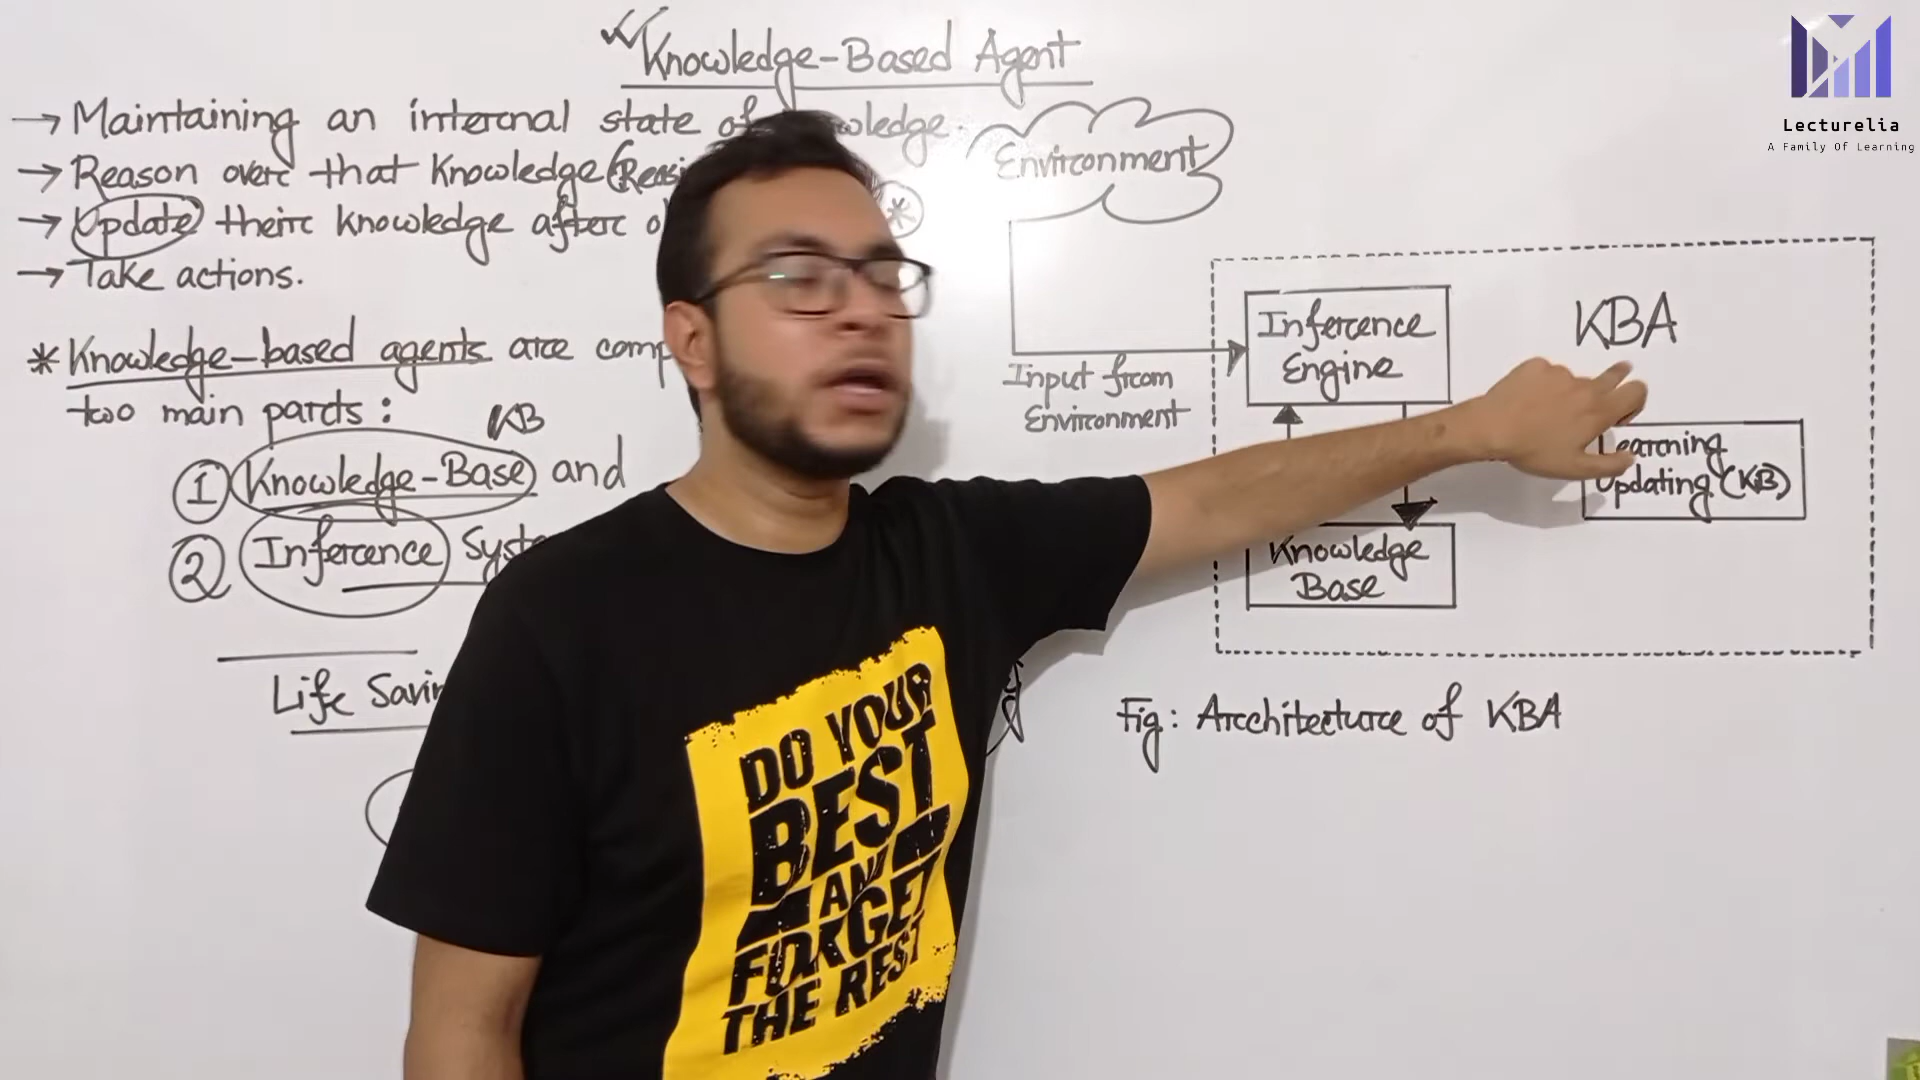 Knowledge-Based Agent
→ Maintaining an internal state of
→ Reason over that Knowledge
→ Update their knowledge after
→ Take actions.
* Knowledge-based agents are
two main parts:
KB
① Knowledge-Base and
② Inference
Life
Environment
*
Input from
Environment
Inference
Engine
KBA
Learning
Updating (KB)
Knowledge
Base
Fig: Architecture of KBA
DO YOUR
BEST
AND
FORGET
THE REST
Lecturelia
A Family Of Learning